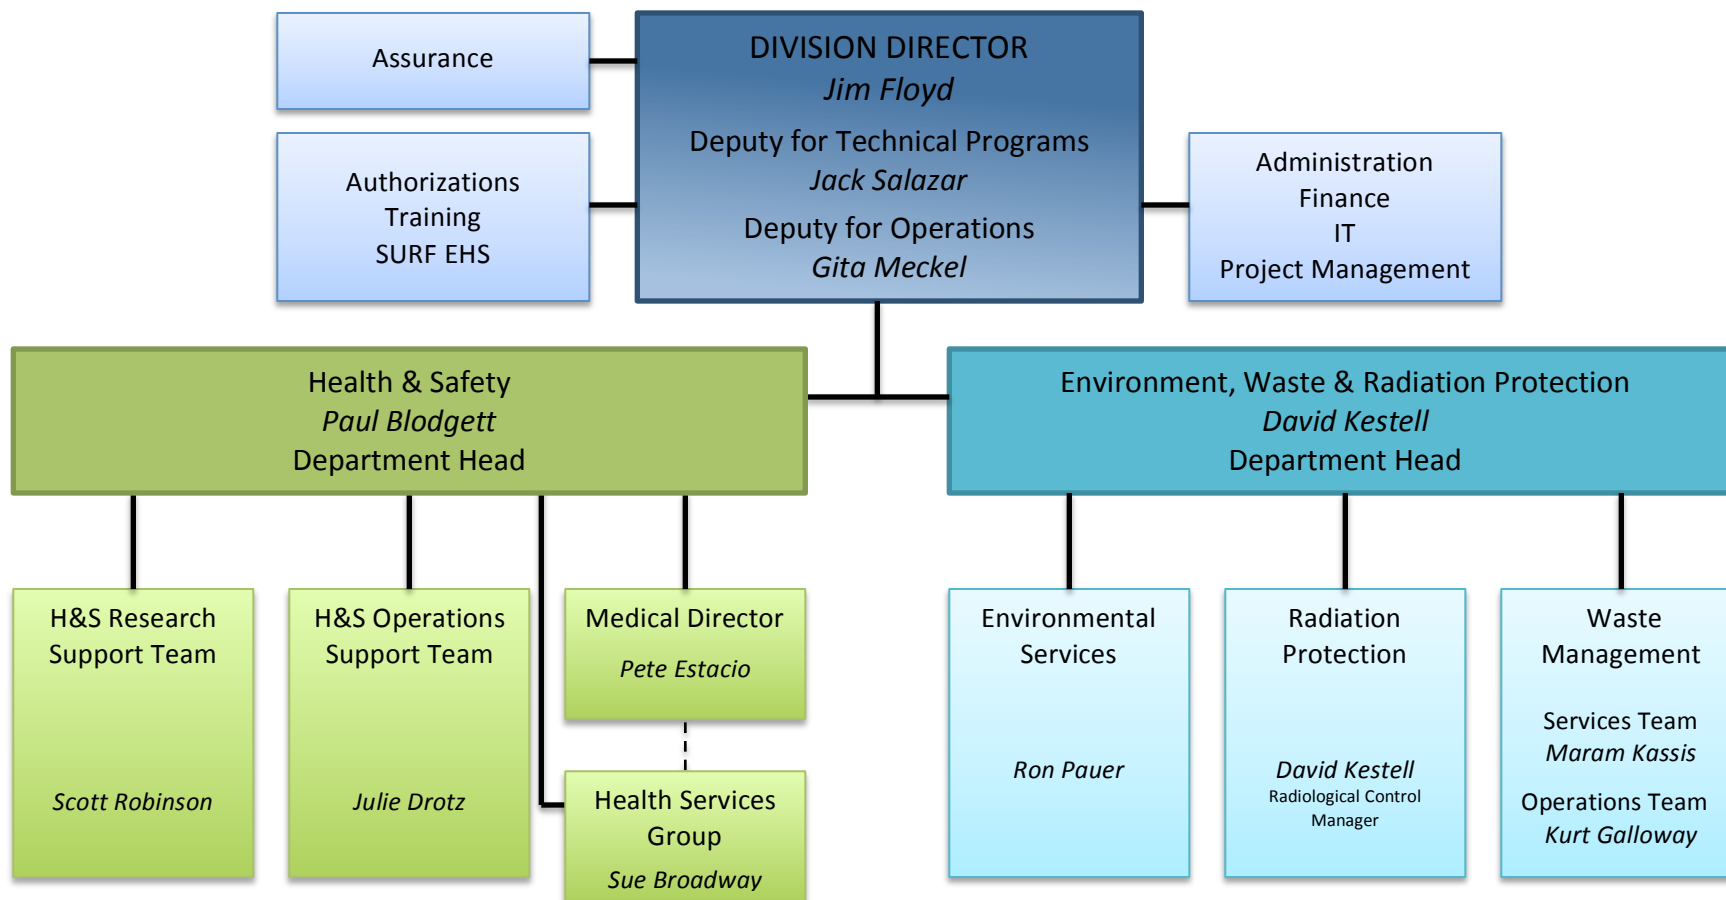 Assurance
DIVISION DIRECTOR
Jim Floyd
Deputy for Technical Programs
Jack Salazar
Deputy for Operations
Gita Meckel
Authorizations
Training
SURF EHS
Administration
Finance
IT
Project Management
Health & Safety
Paul Blodgett
Department Head
Environment, Waste & Radiation Protection
David Kestell
Department Head
H&S Research
Support Team
Scott Robinson
H&S Operations
Support Team
Julie Drotz
Medical Director
Pete Estacio
Health Services
Group
Sue Broadway
Environmental
Services
Ron Pauer
Radiation
Protection
David Kestell
Radiological Control
Manager
Waste
Management
Services Team
Maram Kassis
Operations Team
Kurt Galloway